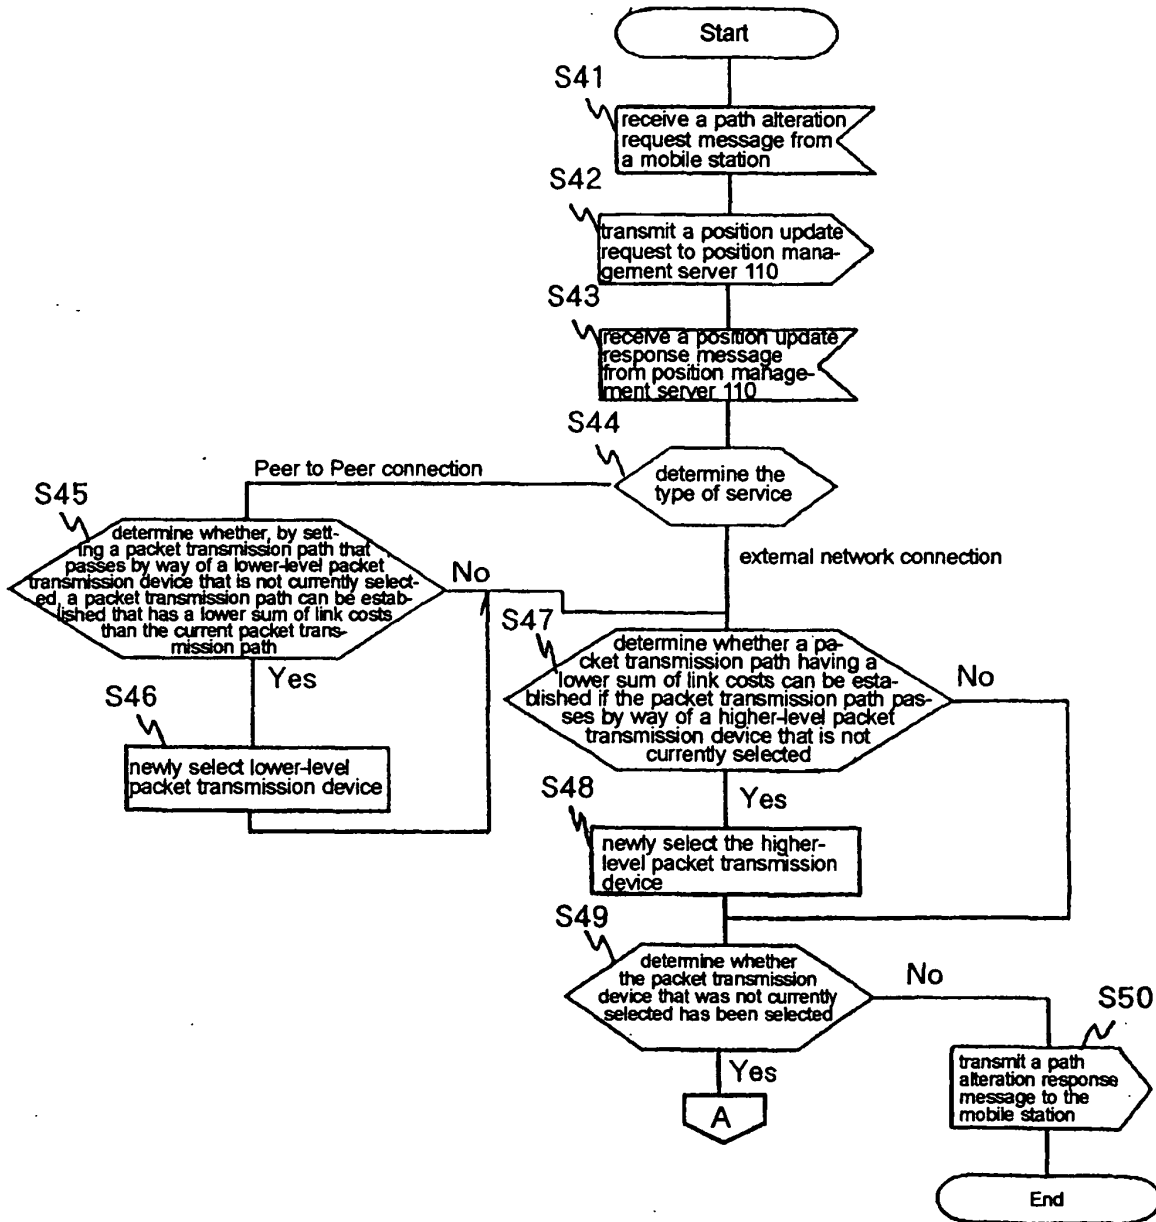 Start
S41
receive a path alteration
request message from
a mobile station
S42
transmit a position update
request to position mana-
gement server 110
S43
receive a position update
response message
from position manage-
ment server 110
S44
determine the
type of service
Peer to Peer connection
external network connection
S45
determine whether, by sett-
ing a packet transmission path that
passes by way of a lower-level packet
transmission device that is not currently select-
ed, a packet transmission path can be estab-
lished that has a lower sum of link costs
than the current packet trans-
mission path
No
Yes
S46
newly select lower-level
packet transmission device
S47
determine whether a pa-
cket transmission path having a
lower sum of link costs can be esta-
blished if the packet transmission path pas-
ses by way of a higher-level packet
transmission device that is not
currently selected
No
Yes
S48
newly select the higher-
level packet transmission
device
S49
determine whether
the packet transmission
device that was not currently
selected has been selected
No
Yes
A
S50
transmit a path
alteration response
message to the
mobile station
End